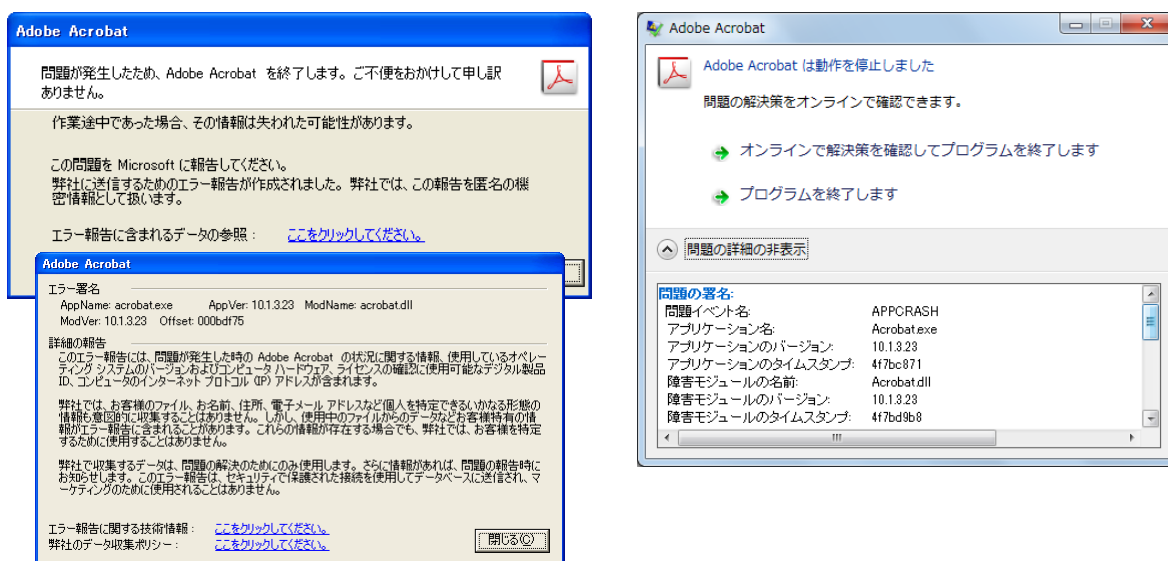 Adobe Acrobat
問題が発生したため、Adobe Acrobat を終了します。ご不便をおかけして申し訳
ありません。
作業途中であった場合、その情報は失われた可能性があります。
この問題を Microsoft に報告してください。
弊社に送信するためのエラー報告が作成されました。弊社では、この報告を匿名の機
密情報として扱います。
エラー報告に含まれるデータの参照： ここをクリックしてください。
Adobe Acrobat
エラー署名
AppName: acrobat.exe AppVer: 10.1.3.23 ModName: acrobat.dll
ModVer: 10.1.3.23 Offset: 000bdf75
詳細の報告
このエラー報告には、問題が発生した時の Adobe Acrobat の状況に関する情報、使用しているオペレー
ティング システムのバージョンおよびコンピュータ ハードウェア、ライセンスの確認に使用可能なデジタル製品
ID、コンピュータのインターネット プロトコル (IP) アドレスが含まれます。
弊社では、お客様のファイル、お名前、住所、電子メール アドレスなど個人を特定できるいかなる形態の
情報も意図的に収集することはありません。しかし、使用中のファイルからのデータなどお客様特有の情
報がエラー報告に含まれることがあります。これらの情報が存在する場合でも、弊社では、お客様を特定
するために使用することはありません。
弊社で収集するデータは、問題の解決のためにのみ使用します。さらに情報があれば、問題の報告時に
お知らせします。このエラー報告は、セキュリティで保護された接続を使用してデータベースに送信され、マ
ーケティングのために使用されることはありません。
エラー報告に関する技術情報： ここをクリックしてください。
弊社のデータ収集ポリシー： ここをクリックしてください。
閉じる(C)
Adobe Acrobat
Adobe Acrobat は動作を停止しました
問題の解決策をオンラインで確認できます。
オンラインで解決策を確認してプログラムを終了します
プログラムを終了します
問題の詳細の非表示
問題の署名:
問題イベント名: APPCRASH
アプリケーション名: Acrobat.exe
アプリケーションのバージョン: 10.1.3.23
アプリケーションのタイムスタンプ: 4f7bc871
障害モジュールの名前: Acrobat.dll
障害モジュールのバージョン: 10.1.3.23
障害モジュールのタイムスタンプ: 4f7bd9b8